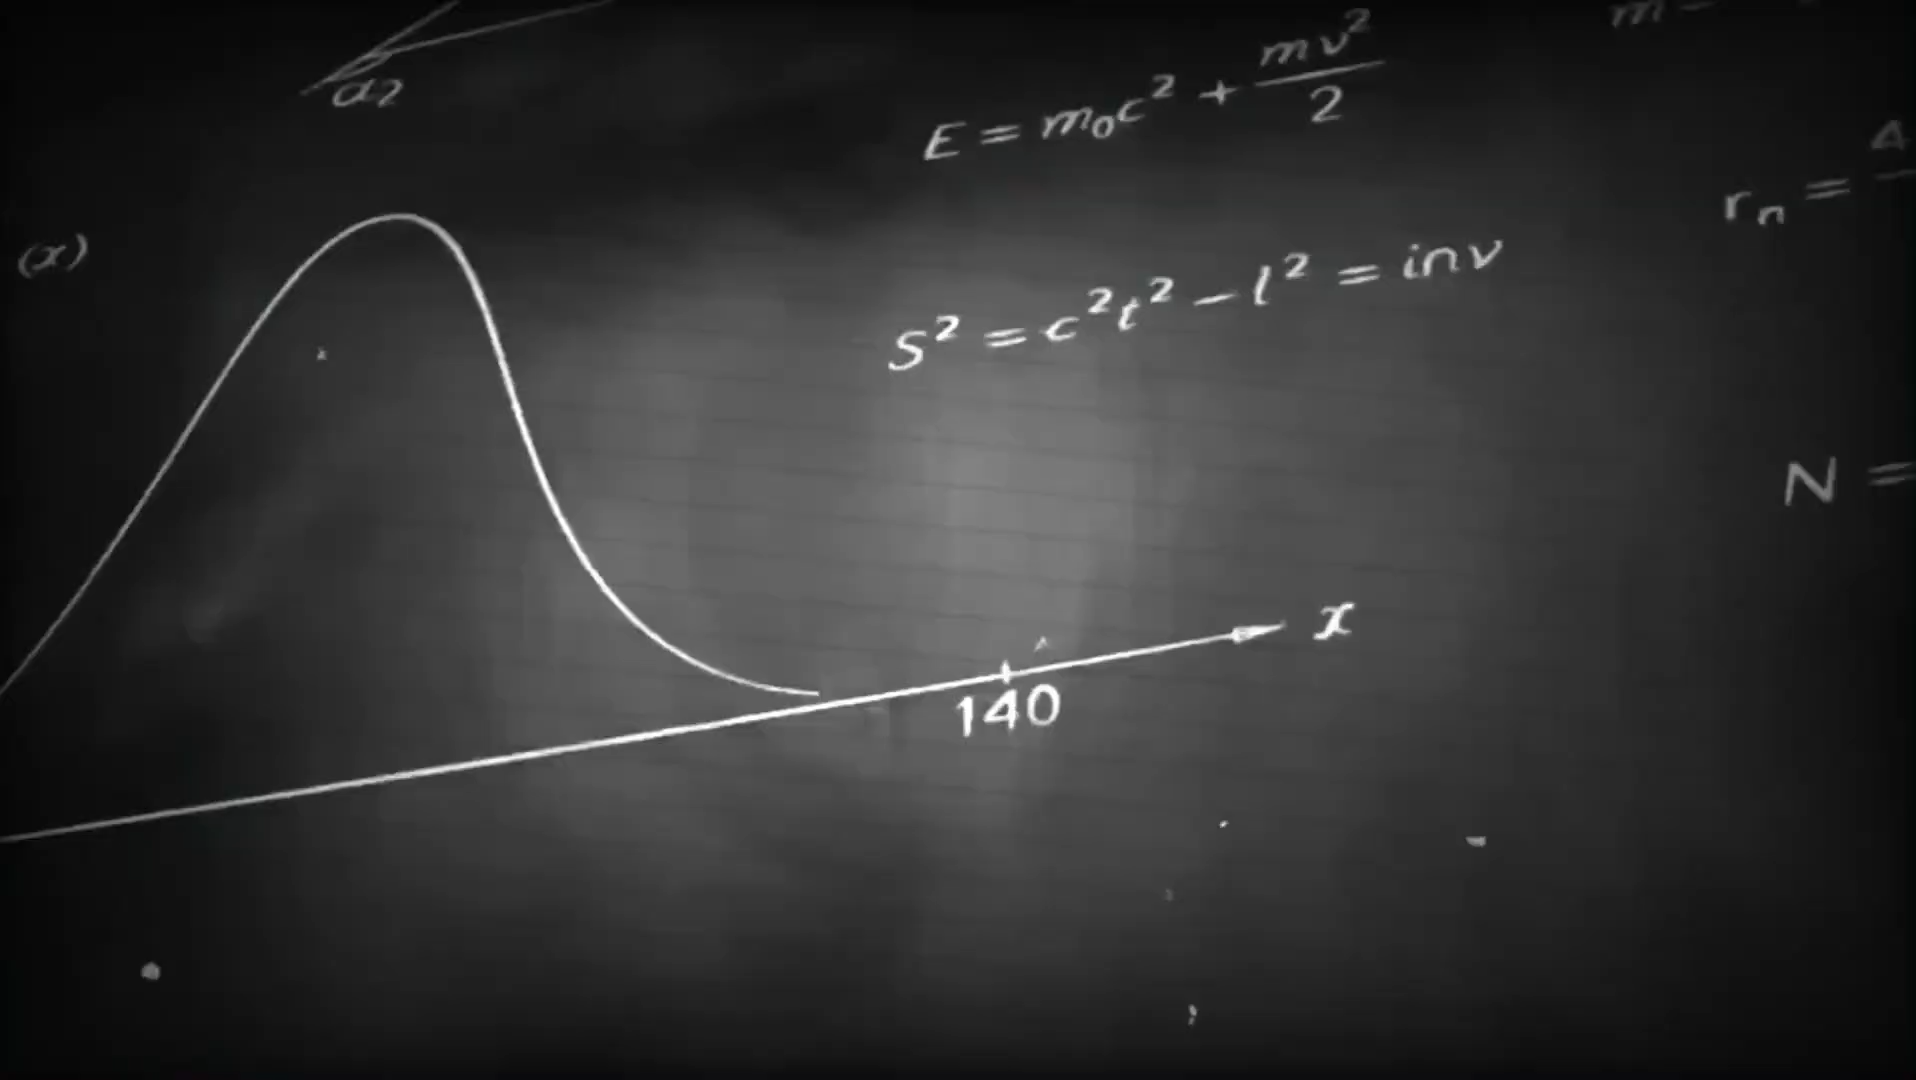 a₂
E = m₀c² + mv²/2
(x)
rₙ =
S² = c²t² − l² = inv
N =
x
140